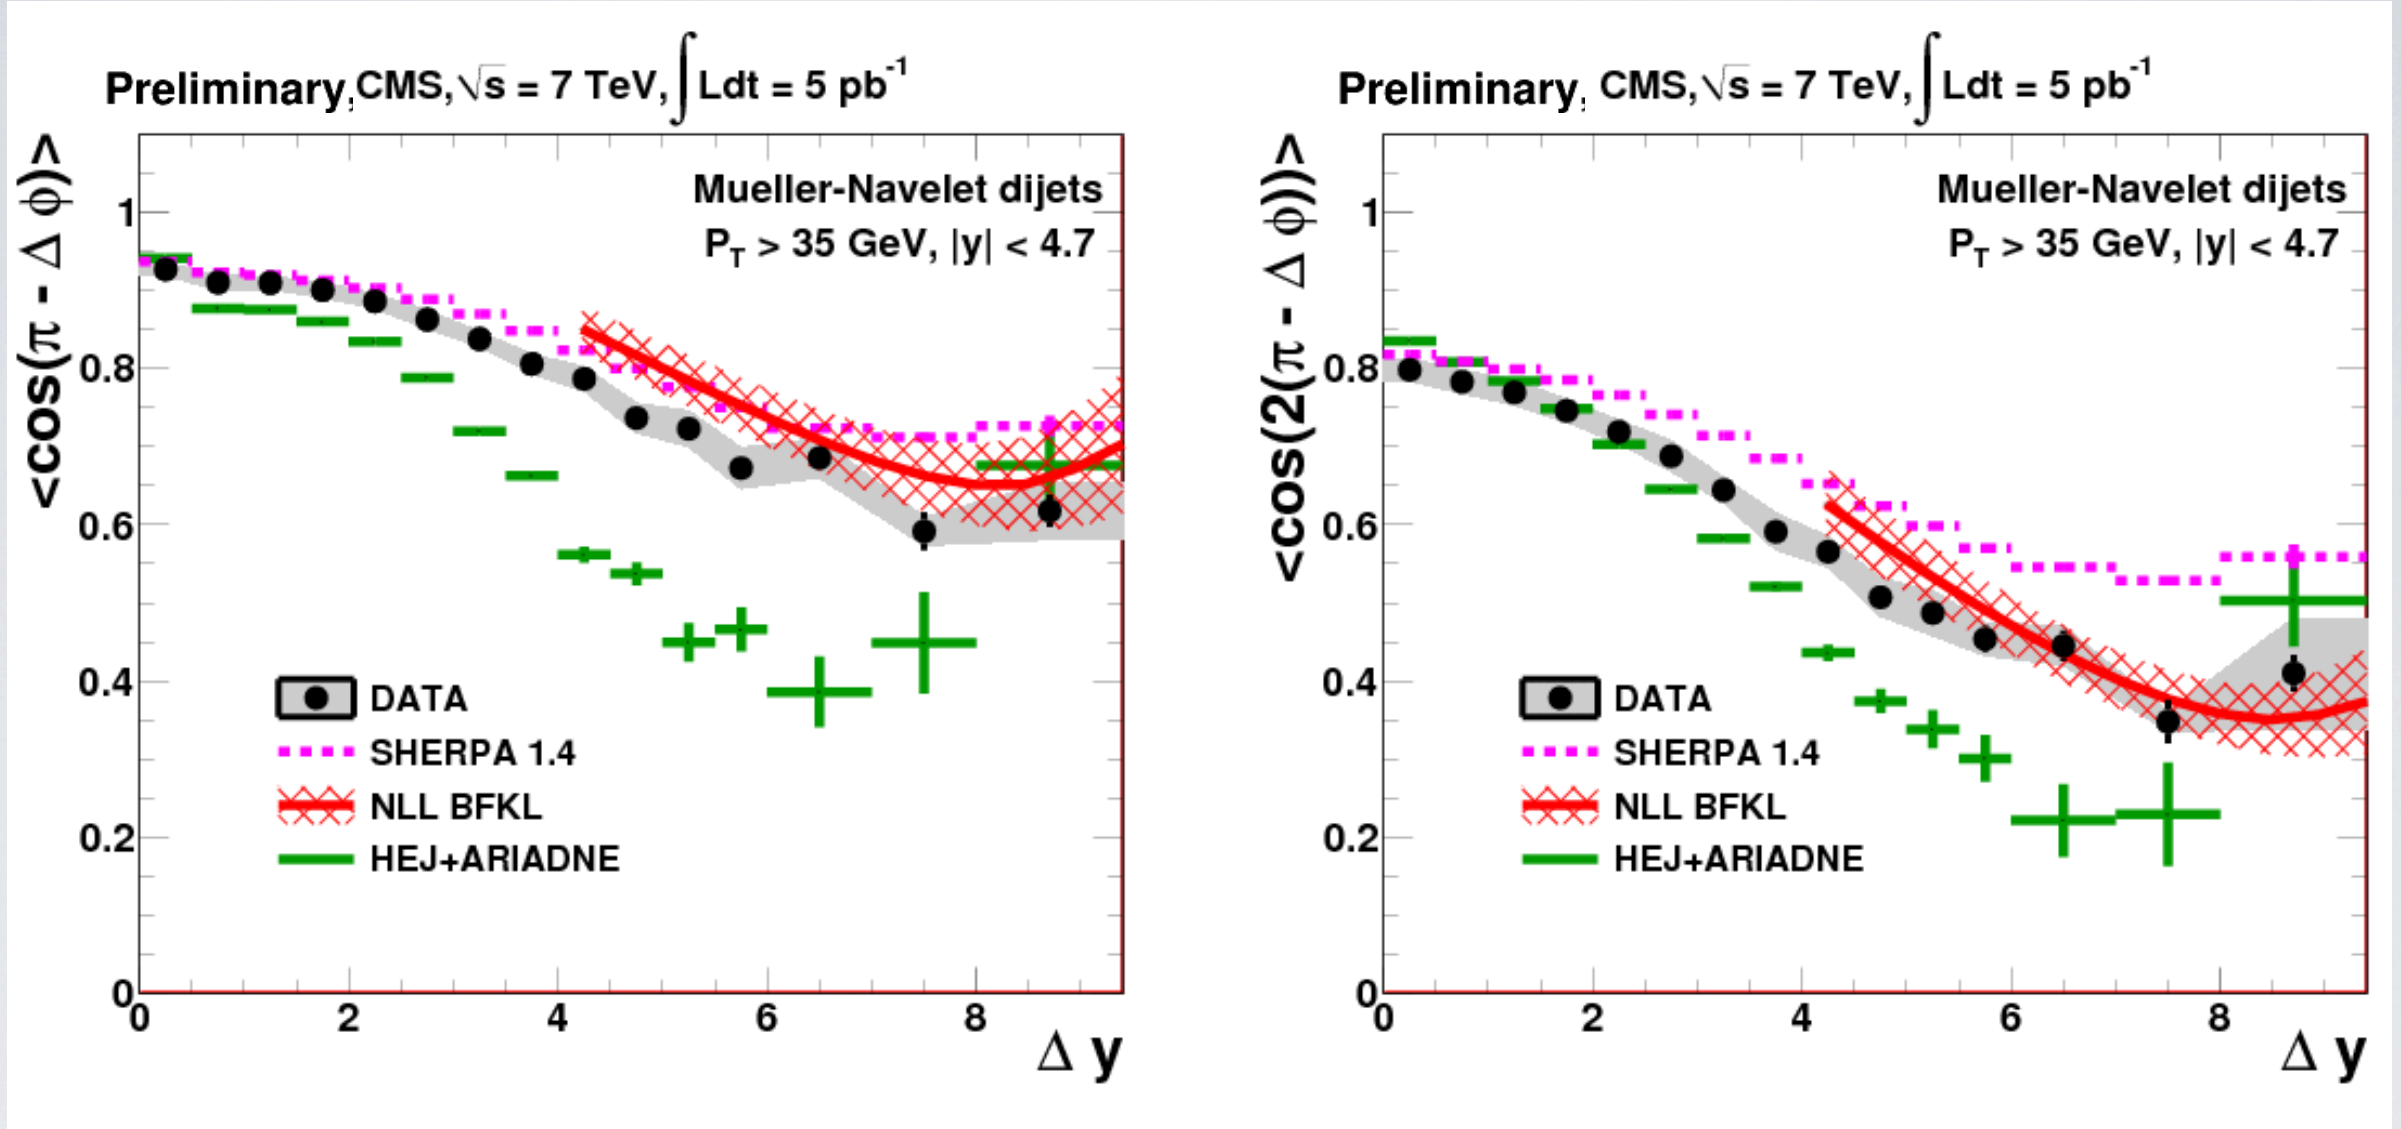 Preliminary, CMS, √s = 7 TeV, ∫Ldt = 5 pb⁻¹
<cos(π - Δ φ)>
Mueller-Navelet dijets
P_T > 35 GeV, |y| < 4.7
1
0.8
0.6
0.4
0.2
0
DATA
SHERPA 1.4
NLL BFKL
HEJ+ARIADNE
0 2 4 6 8
Δ y
Preliminary, CMS, √s = 7 TeV, ∫Ldt = 5 pb⁻¹
<cos(2(π - Δ φ))>
Mueller-Navelet dijets
P_T > 35 GeV, |y| < 4.7
1
0.8
0.6
0.4
0.2
0
DATA
SHERPA 1.4
NLL BFKL
HEJ+ARIADNE
0 2 4 6 8
Δ y